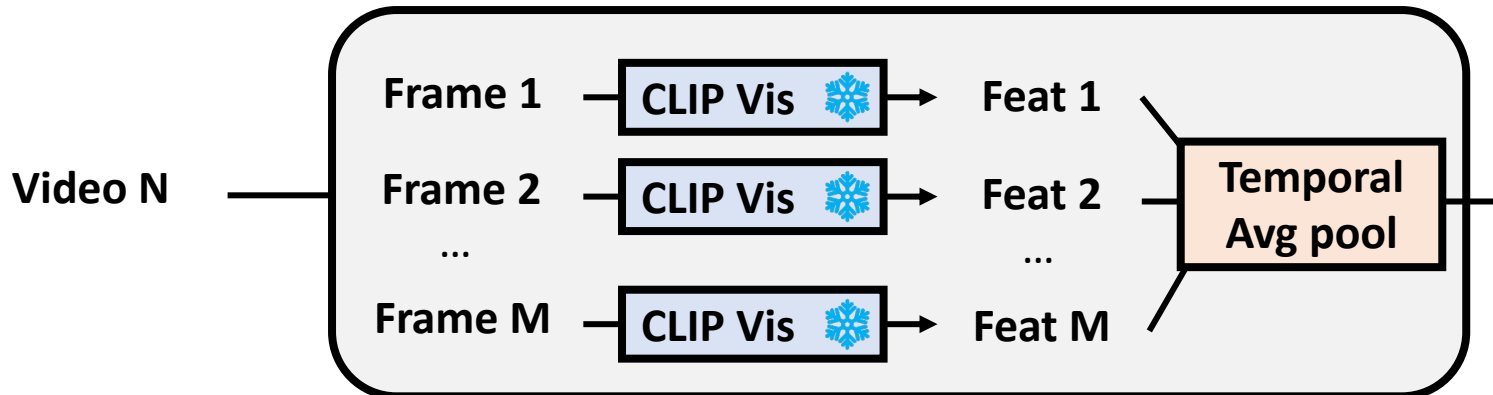 Video N
Frame 1
CLIP Vis
Feat 1
Frame 2
CLIP Vis
Feat 2
...
...
Frame M
CLIP Vis
Feat M
Temporal
Avg pool